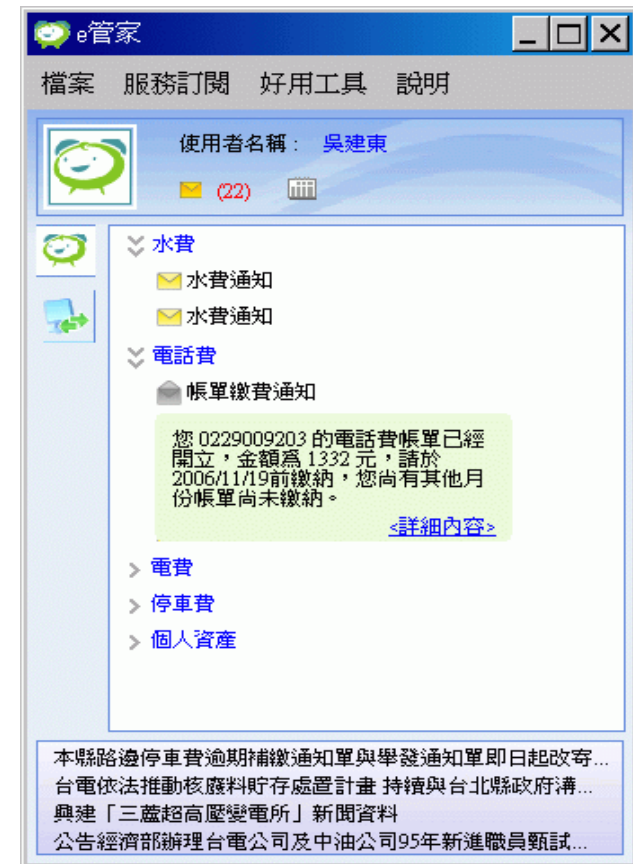 e管家
檔案 服務訂閱 好用工具 說明
使用者名稱： 吳建東
(22)
水費
水費通知
水費通知
電話費
帳單繳費通知
您 0229009203 的電話費帳單已經
開立，金額為 1332 元，請於
2006/11/19前繳納，您尚有其他月
份帳單尚未繳納。
<詳細內容>
電費
停車費
個人資產
本縣路邊停車費逾期補繳通知單與舉發通知單即日起改寄...
台電依法推動核廢料貯存處置計畫 持續與台北縣政府溝...
興建「三蘆超高壓變電所」新聞資料
公告經濟部辦理台電公司及中油公司95年新進職員甄試...